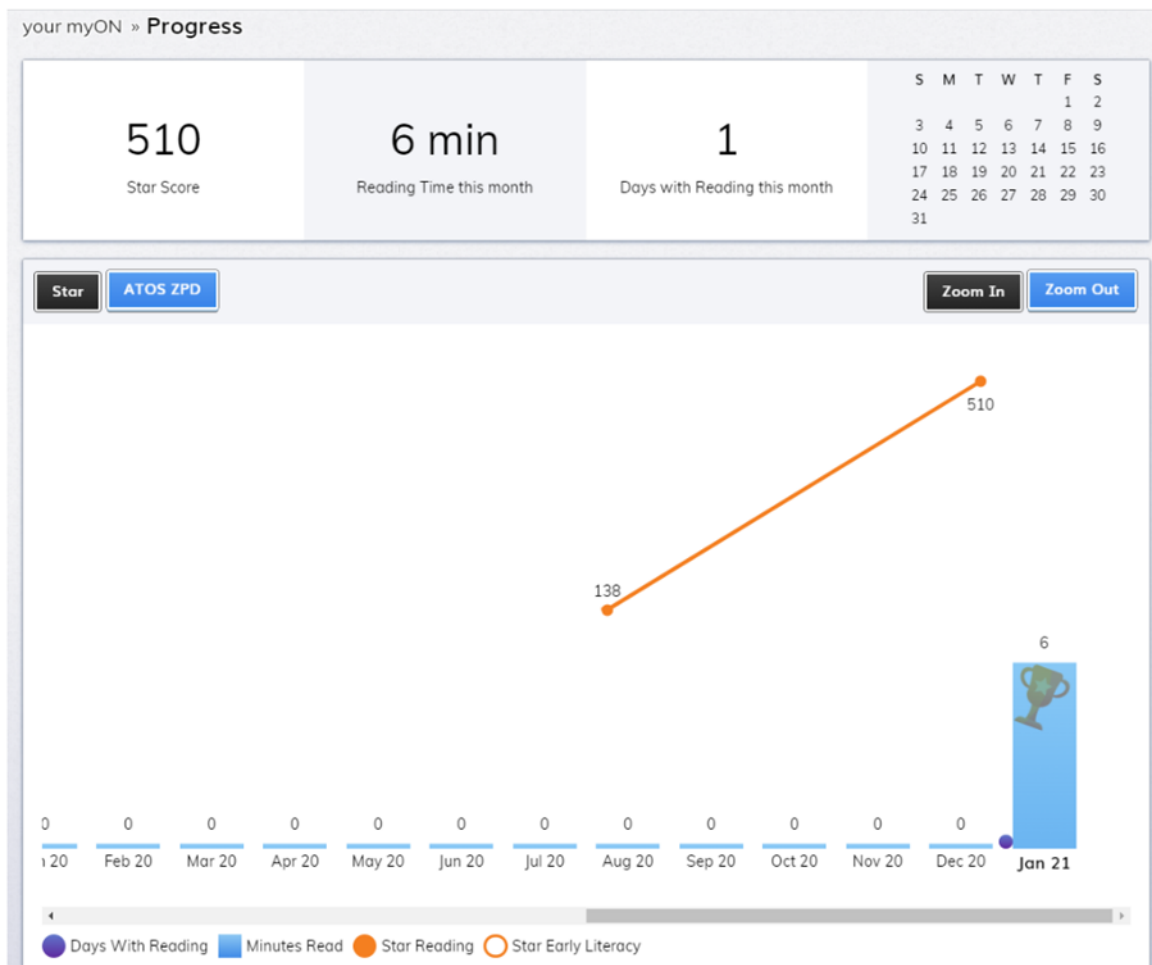 your myON » Progress
510
Star Score
6 min
Reading Time this month
1
Days with Reading this month
S M T W T F S
1 2
3 4 5 6 7 8 9
10 11 12 13 14 15 16
17 18 19 20 21 22 23
24 25 26 27 28 29 30
31
Star ATOS ZPD Zoom In Zoom Out
510
138
6
0 0 0 0 0 0 0 0 0 0 0 0
20 Feb 20 Mar 20 Apr 20 May 20 Jun 20 Jul 20 Aug 20 Sep 20 Oct 20 Nov 20 Dec 20 Jan 21
Days With Reading Minutes Read Star Reading Star Early Literacy